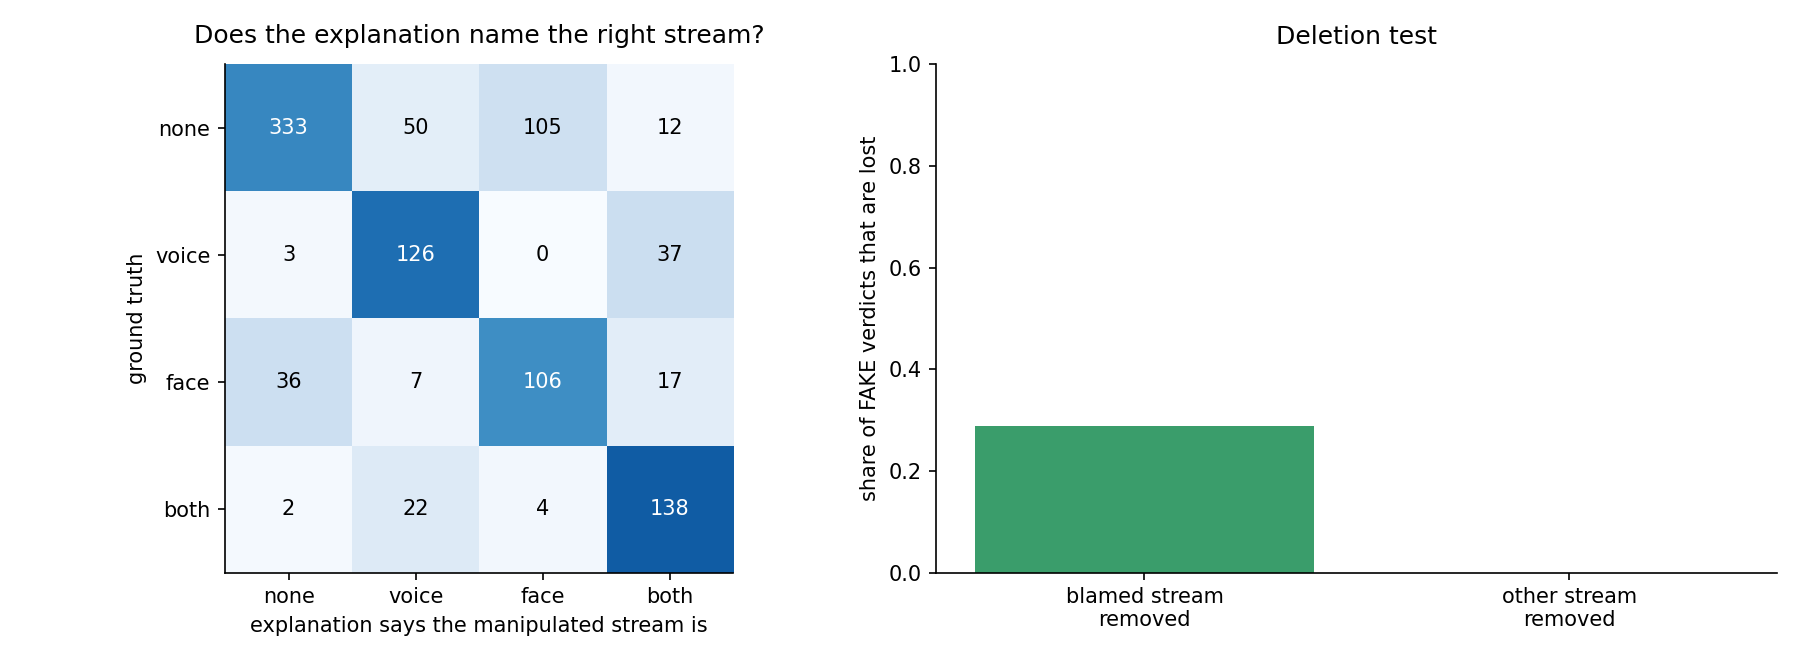 Does the explanation name the right stream?
none 333 50 105 12
voice 3 126 0 37
face 36 7 106 17
both 2 22 4 138
ground truth
none voice face both
explanation says the manipulated stream is
Deletion test
1.0
0.8
0.6
0.4
0.2
0.0
share of FAKE verdicts that are lost
blamed stream
removed
other stream
removed